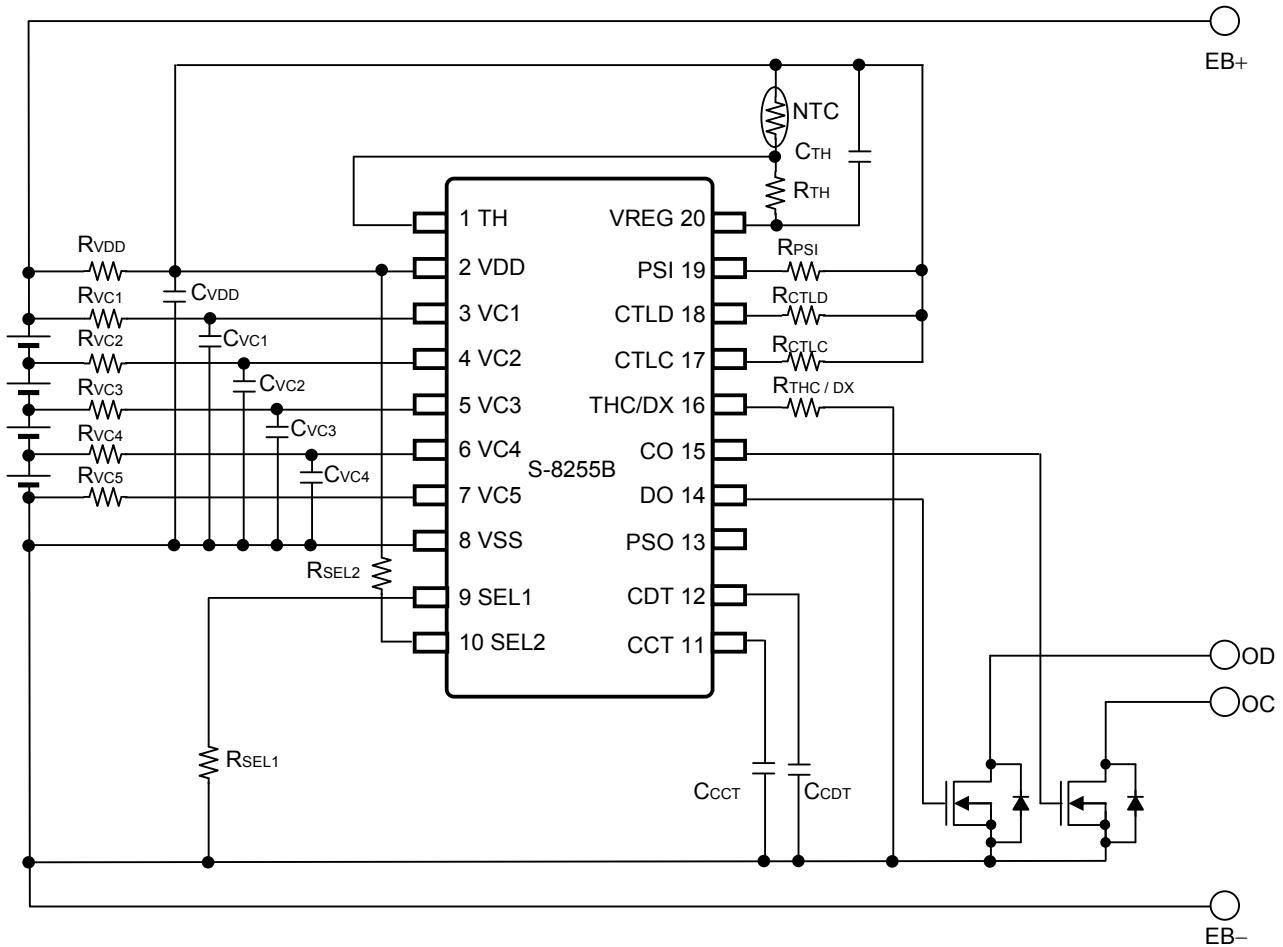 EB+
NTC
CTH
RTH
1 TH
VREG 20
RVDD
2 VDD
PSI 19
RPSI
CVDD
RVC1
3 VC1
CTLD 18
RCTLD
CVC1
RVC2
4 VC2
CTLC 17
RCTLC
CVC2
RVC3
5 VC3
THC/DX 16
RTHC / DX
CVC3
RVC4
6 VC4
CO 15
S-8255B
CVC4
RVC5
7 VC5
DO 14
8 VSS
PSO 13
RSEL2
9 SEL1
CDT 12
10 SEL2
CCT 11
OD
OC
RSEL1
CCCT
CCDT
EB−